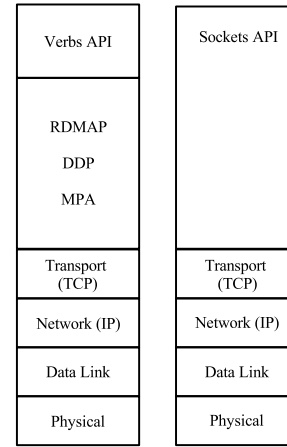 Verbs API
RDMAP
DDP
MPA
Transport
(TCP)
Network (IP)
Data Link
Physical
Sockets API
Transport
(TCP)
Network (IP)
Data Link
Physical